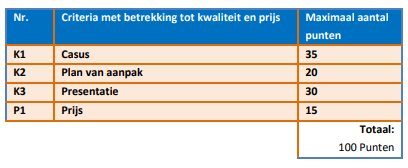 Nr. Criteria met betrekking tot kwaliteit en prijs Maximaal aantal
punten
K1 Casus 35
K2 Plan van aanpak 20
K3 Presentatie 30
P1 Prijs 15
Totaal:
100 Punten